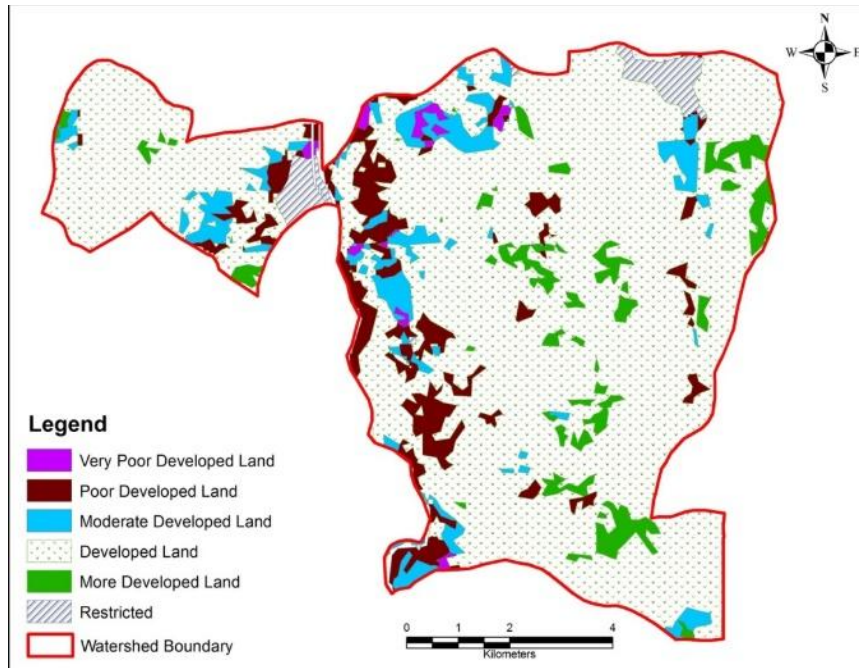 N
W E
S
Legend
Very Poor Developed Land
Poor Developed Land
Moderate Developed Land
Developed Land
More Developed Land
Restricted
Watershed Boundary
0 1 2 4
Kilometers